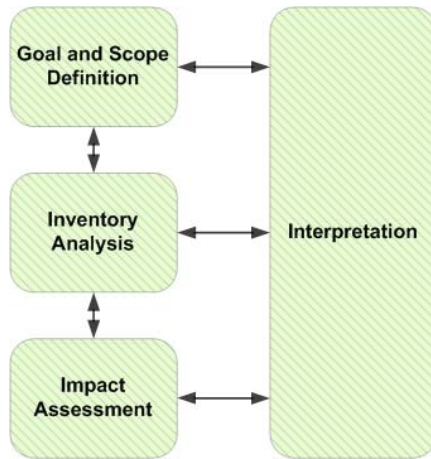 Goal and Scope
Definition
Inventory
Analysis
Interpretation
Impact
Assessment